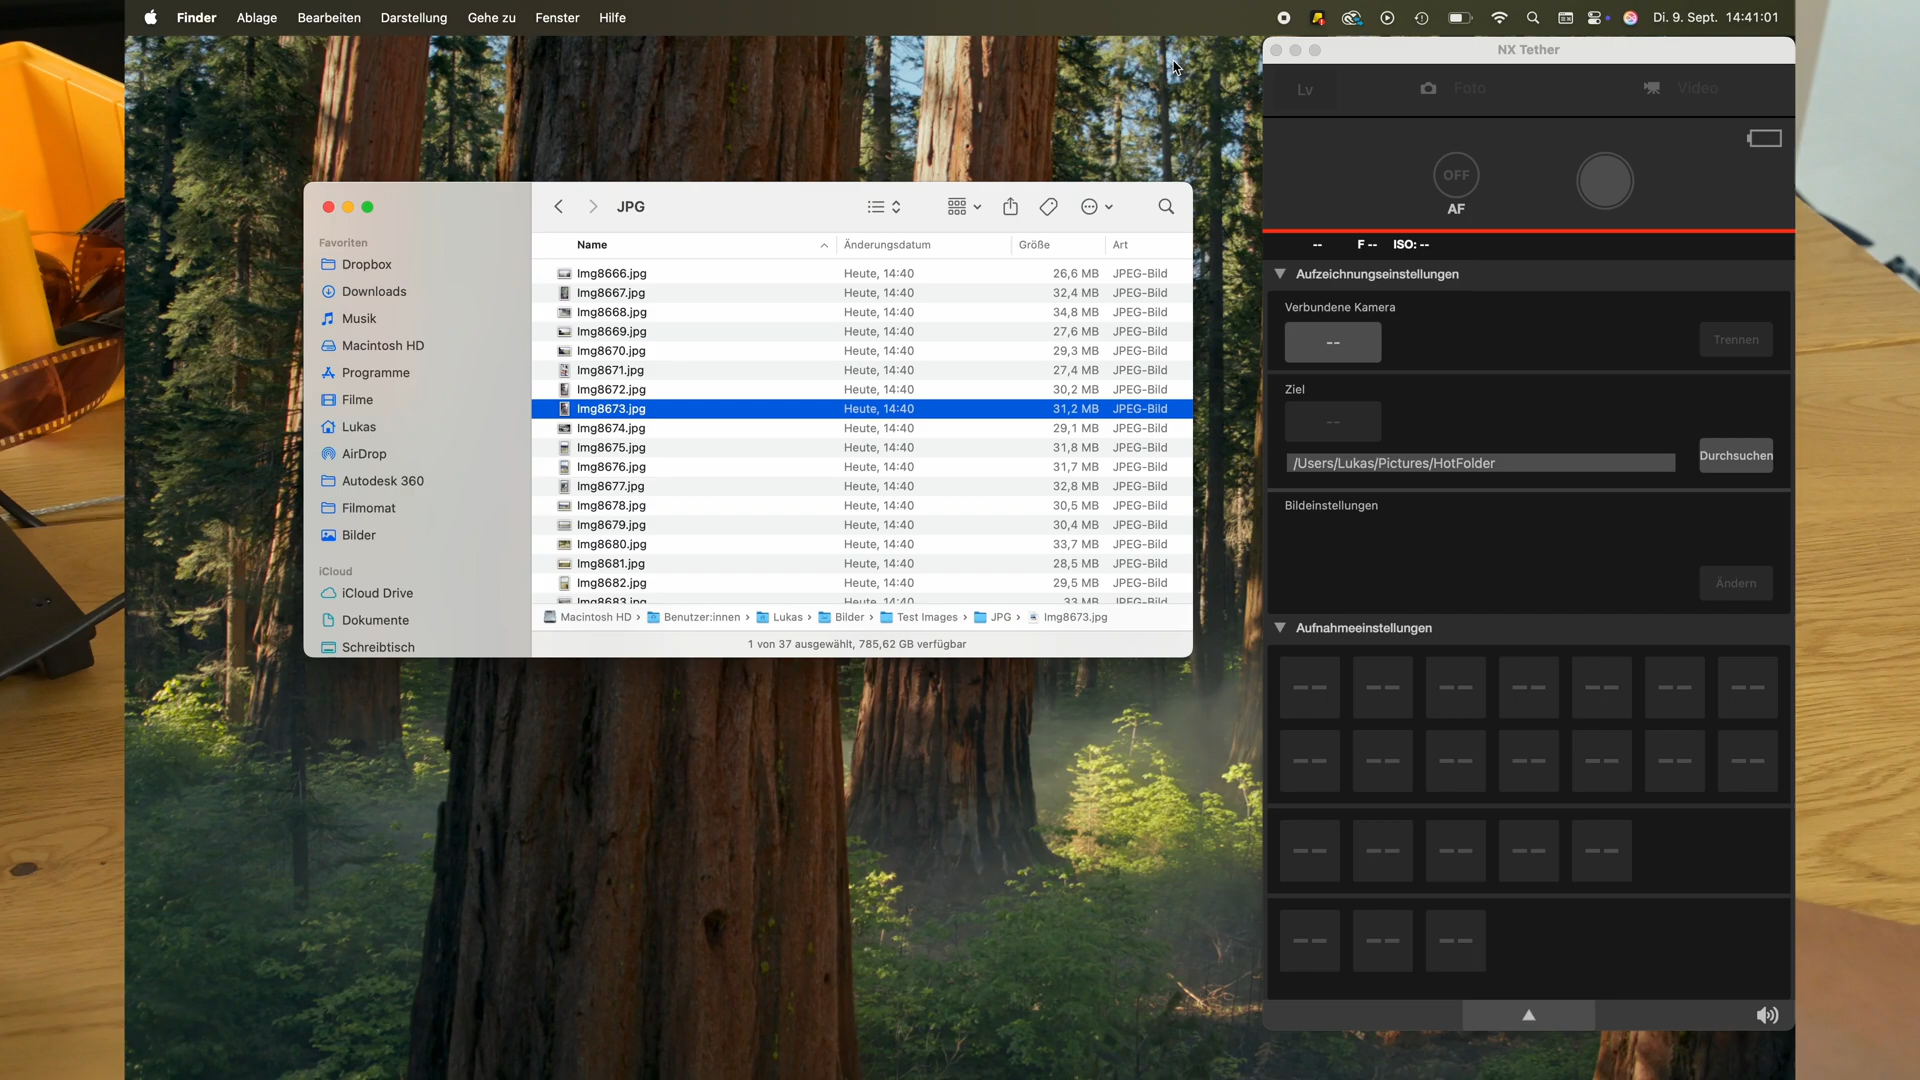 Finder Ablage Bearbeiten Darstellung Gehe zu Fenster Hilfe
Di. 9. Sept. 14:41:01
NX Tether
Lv Foto Video
OFF
AF
-- F -- ISO: --
Aufzeichnungseinstellungen
Verbundene Kamera
-- Trennen
Ziel
--
/Users/Lukas/Pictures/HotFolder Durchsuchen
Bildeinstellungen
Ändern
Aufnahmeeinstellungen
-- -- -- -- -- -- --
-- -- -- -- -- -- --
-- -- -- -- --
-- -- --
JPG
Favoriten
Dropbox
Downloads
Musik
Macintosh HD
Programme
Filme
Lukas
AirDrop
Autodesk 360
Filmomat
Bilder
iCloud
iCloud Drive
Dokumente
Schreibtisch
Name Änderungsdatum Größe Art
Img8666.jpg Heute, 14:40 26,6 MB JPEG-Bild
Img8667.jpg Heute, 14:40 32,4 MB JPEG-Bild
Img8668.jpg Heute, 14:40 34,8 MB JPEG-Bild
Img8669.jpg Heute, 14:40 27,6 MB JPEG-Bild
Img8670.jpg Heute, 14:40 29,3 MB JPEG-Bild
Img8671.jpg Heute, 14:40 27,4 MB JPEG-Bild
Img8672.jpg Heute, 14:40 30,2 MB JPEG-Bild
Img8673.jpg Heute, 14:40 31,2 MB JPEG-Bild
Img8674.jpg Heute, 14:40 29,1 MB JPEG-Bild
Img8675.jpg Heute, 14:40 31,8 MB JPEG-Bild
Img8676.jpg Heute, 14:40 31,7 MB JPEG-Bild
Img8677.jpg Heute, 14:40 32,8 MB JPEG-Bild
Img8678.jpg Heute, 14:40 30,5 MB JPEG-Bild
Img8679.jpg Heute, 14:40 30,4 MB JPEG-Bild
Img8680.jpg Heute, 14:40 33,7 MB JPEG-Bild
Img8681.jpg Heute, 14:40 28,5 MB JPEG-Bild
Img8682.jpg Heute, 14:40 29,5 MB JPEG-Bild
Img8683.jpg Heute, 14:40 33 MB JPEG-Bild
Macintosh HD › Benutzer:innen › Lukas › Bilder › Test Images › JPG › Img8673.jpg
1 von 37 ausgewählt, 785,62 GB verfügbar